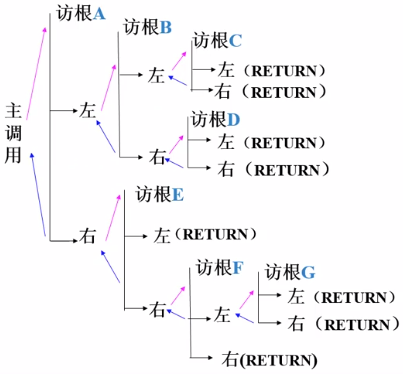 访根A
访根B
访根C
左 左（RETURN）
右（RETURN）
主调用 左
访根D
左（RETURN）
右 右（RETURN）
访根E
右 左（RETURN）
访根F 访根G
左（RETURN）
右 左 右（RETURN）
右(RETURN)